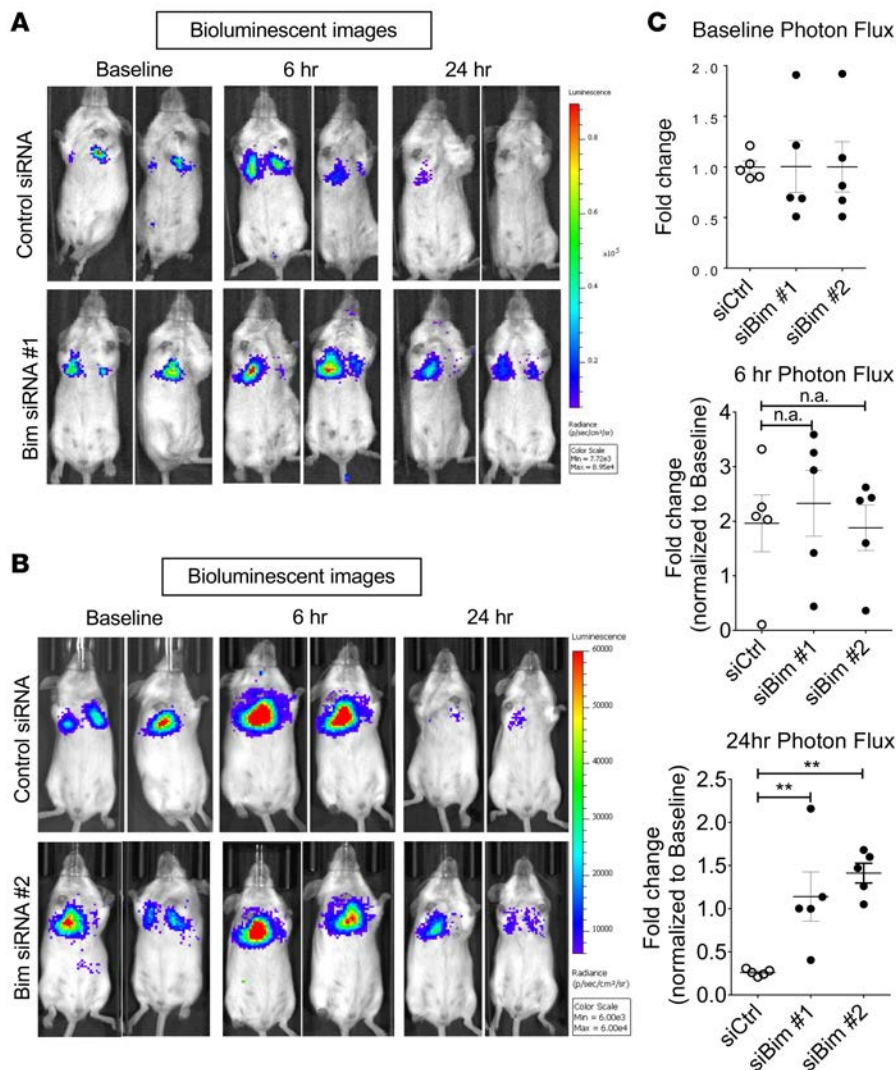 A
Bioluminescent images
Baseline 6 hr 24 hr
Control siRNA
Bim siRNA #1
Luminescence
0.8
0.6
x10⁵
0.4
0.2
Radiance
(p/sec/cm²/sr)
Color Scale
Min = 7.72e3
Max = 8.95e4
B
Bioluminescent images
Baseline 6 hr 24 hr
Control siRNA
Bim siRNA #2
Luminescence
60000
50000
40000
30000
20000
10000
Radiance
(p/sec/cm²/sr)
Color Scale
Min = 6.00e3
Max = 6.00e4
C
Baseline Photon Flux
Fold change
2.0
1.5
1.0
0.5
0.0
siCtrl siBim #1 siBim #2
6 hr Photon Flux
Fold change
(normalized to Baseline)
4
3
2
1
0
n.a.
n.a.
siCtrl siBim #1 siBim #2
24hr Photon Flux
Fold change
(normalized to Baseline)
2.5
2.0
1.5
1.0
0.5
0.0
**
**
siCtrl siBim #1 siBim #2